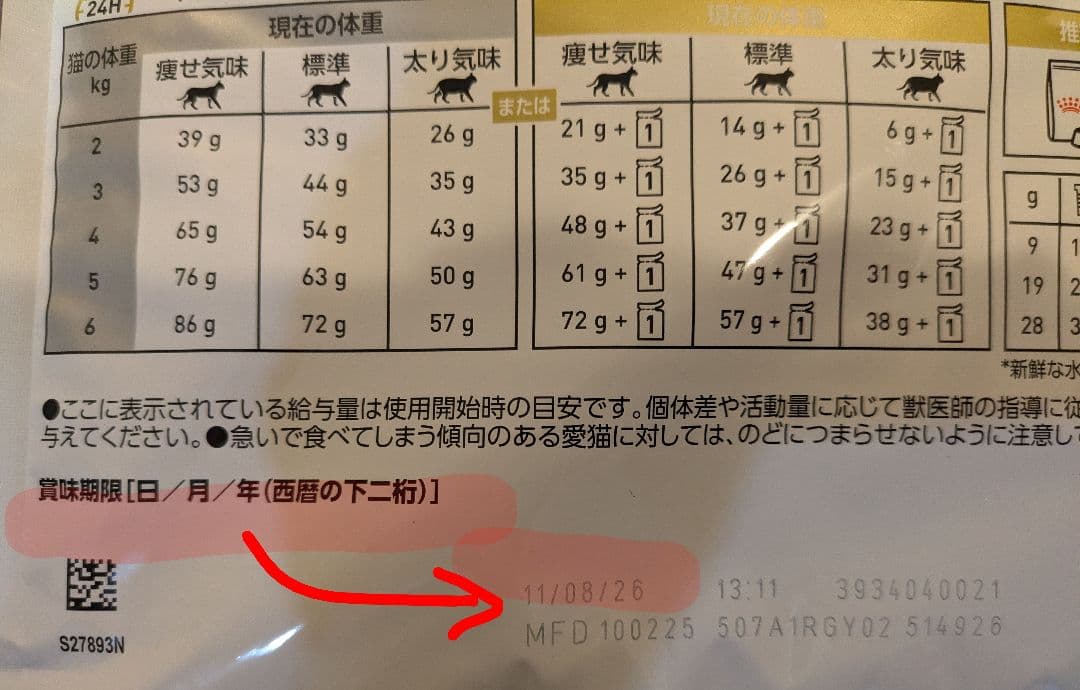 24H
現在の体重 現在の体重 推
猫の体重 kg 痩せ気味 標準 太り気味 または 痩せ気味 標準 太り気味
2 39 g 33 g 26 g 21 g + 1 14 g + 1 6 g + 1
3 53 g 44 g 35 g 35 g + 1 26 g + 1 15 g + 1
4 65 g 54 g 43 g 48 g + 1 37 g + 1 23 g + 1
5 76 g 63 g 50 g 61 g + 1 47 g + 1 31 g + 1
6 86 g 72 g 57 g 72 g + 1 57 g + 1 38 g + 1
g
9 1
19 2
28 3
*新鮮な水
●ここに表示されている給与量は使用開始時の目安です。個体差や活動量に応じて獣医師の指導に従
与えてください。●急いで食べてしまう傾向のある愛猫に対しては、のどにつまらせないように注意して
賞味期限[日/月/年(西暦の下二桁)]
11/08/26 13:11 3934040021
MFD 100225 507A1RGY02 514926
S27893N